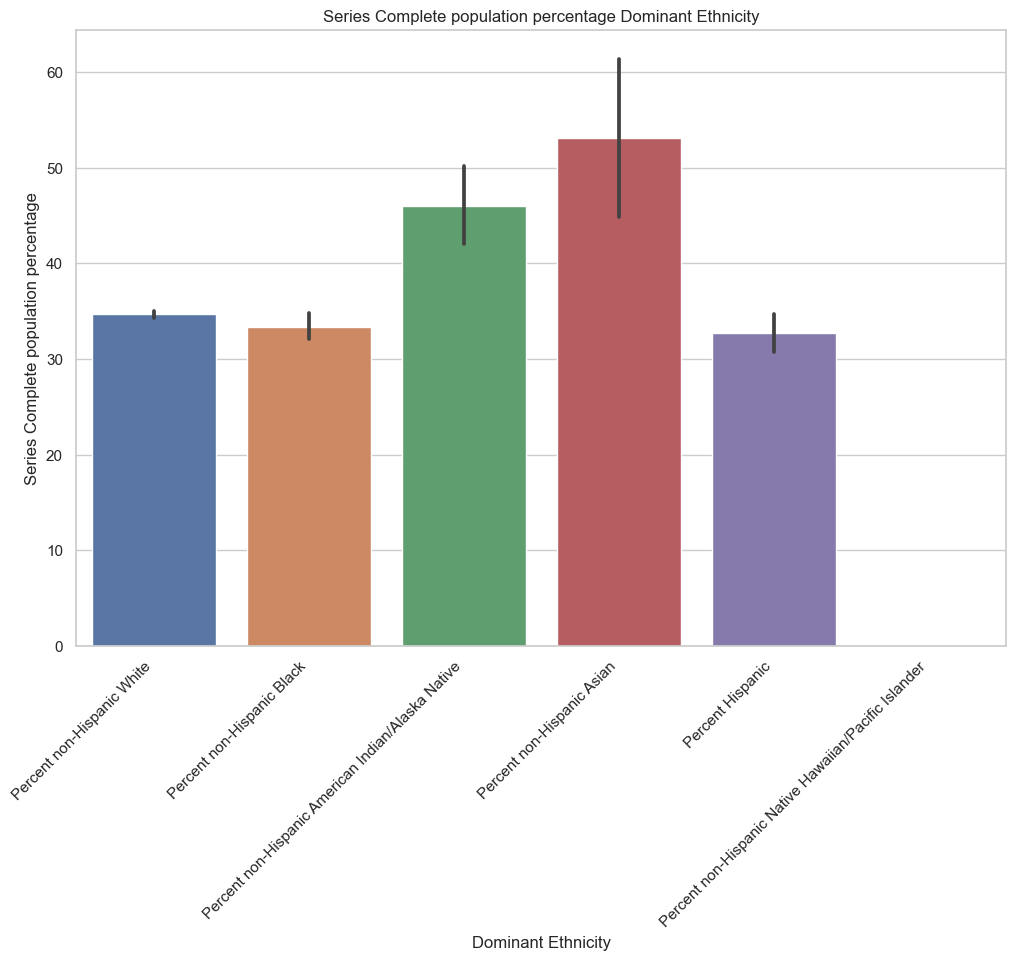 Series Complete population percentage Dominant Ethnicity
Series Complete population percentage
60
50
40
30
20
10
0
Percent non-Hispanic White
Percent non-Hispanic Black
Percent non-Hispanic American Indian/Alaska Native
Percent non-Hispanic Asian
Percent Hispanic
Percent non-Hispanic Native Hawaiian/Pacific Islander
Dominant Ethnicity